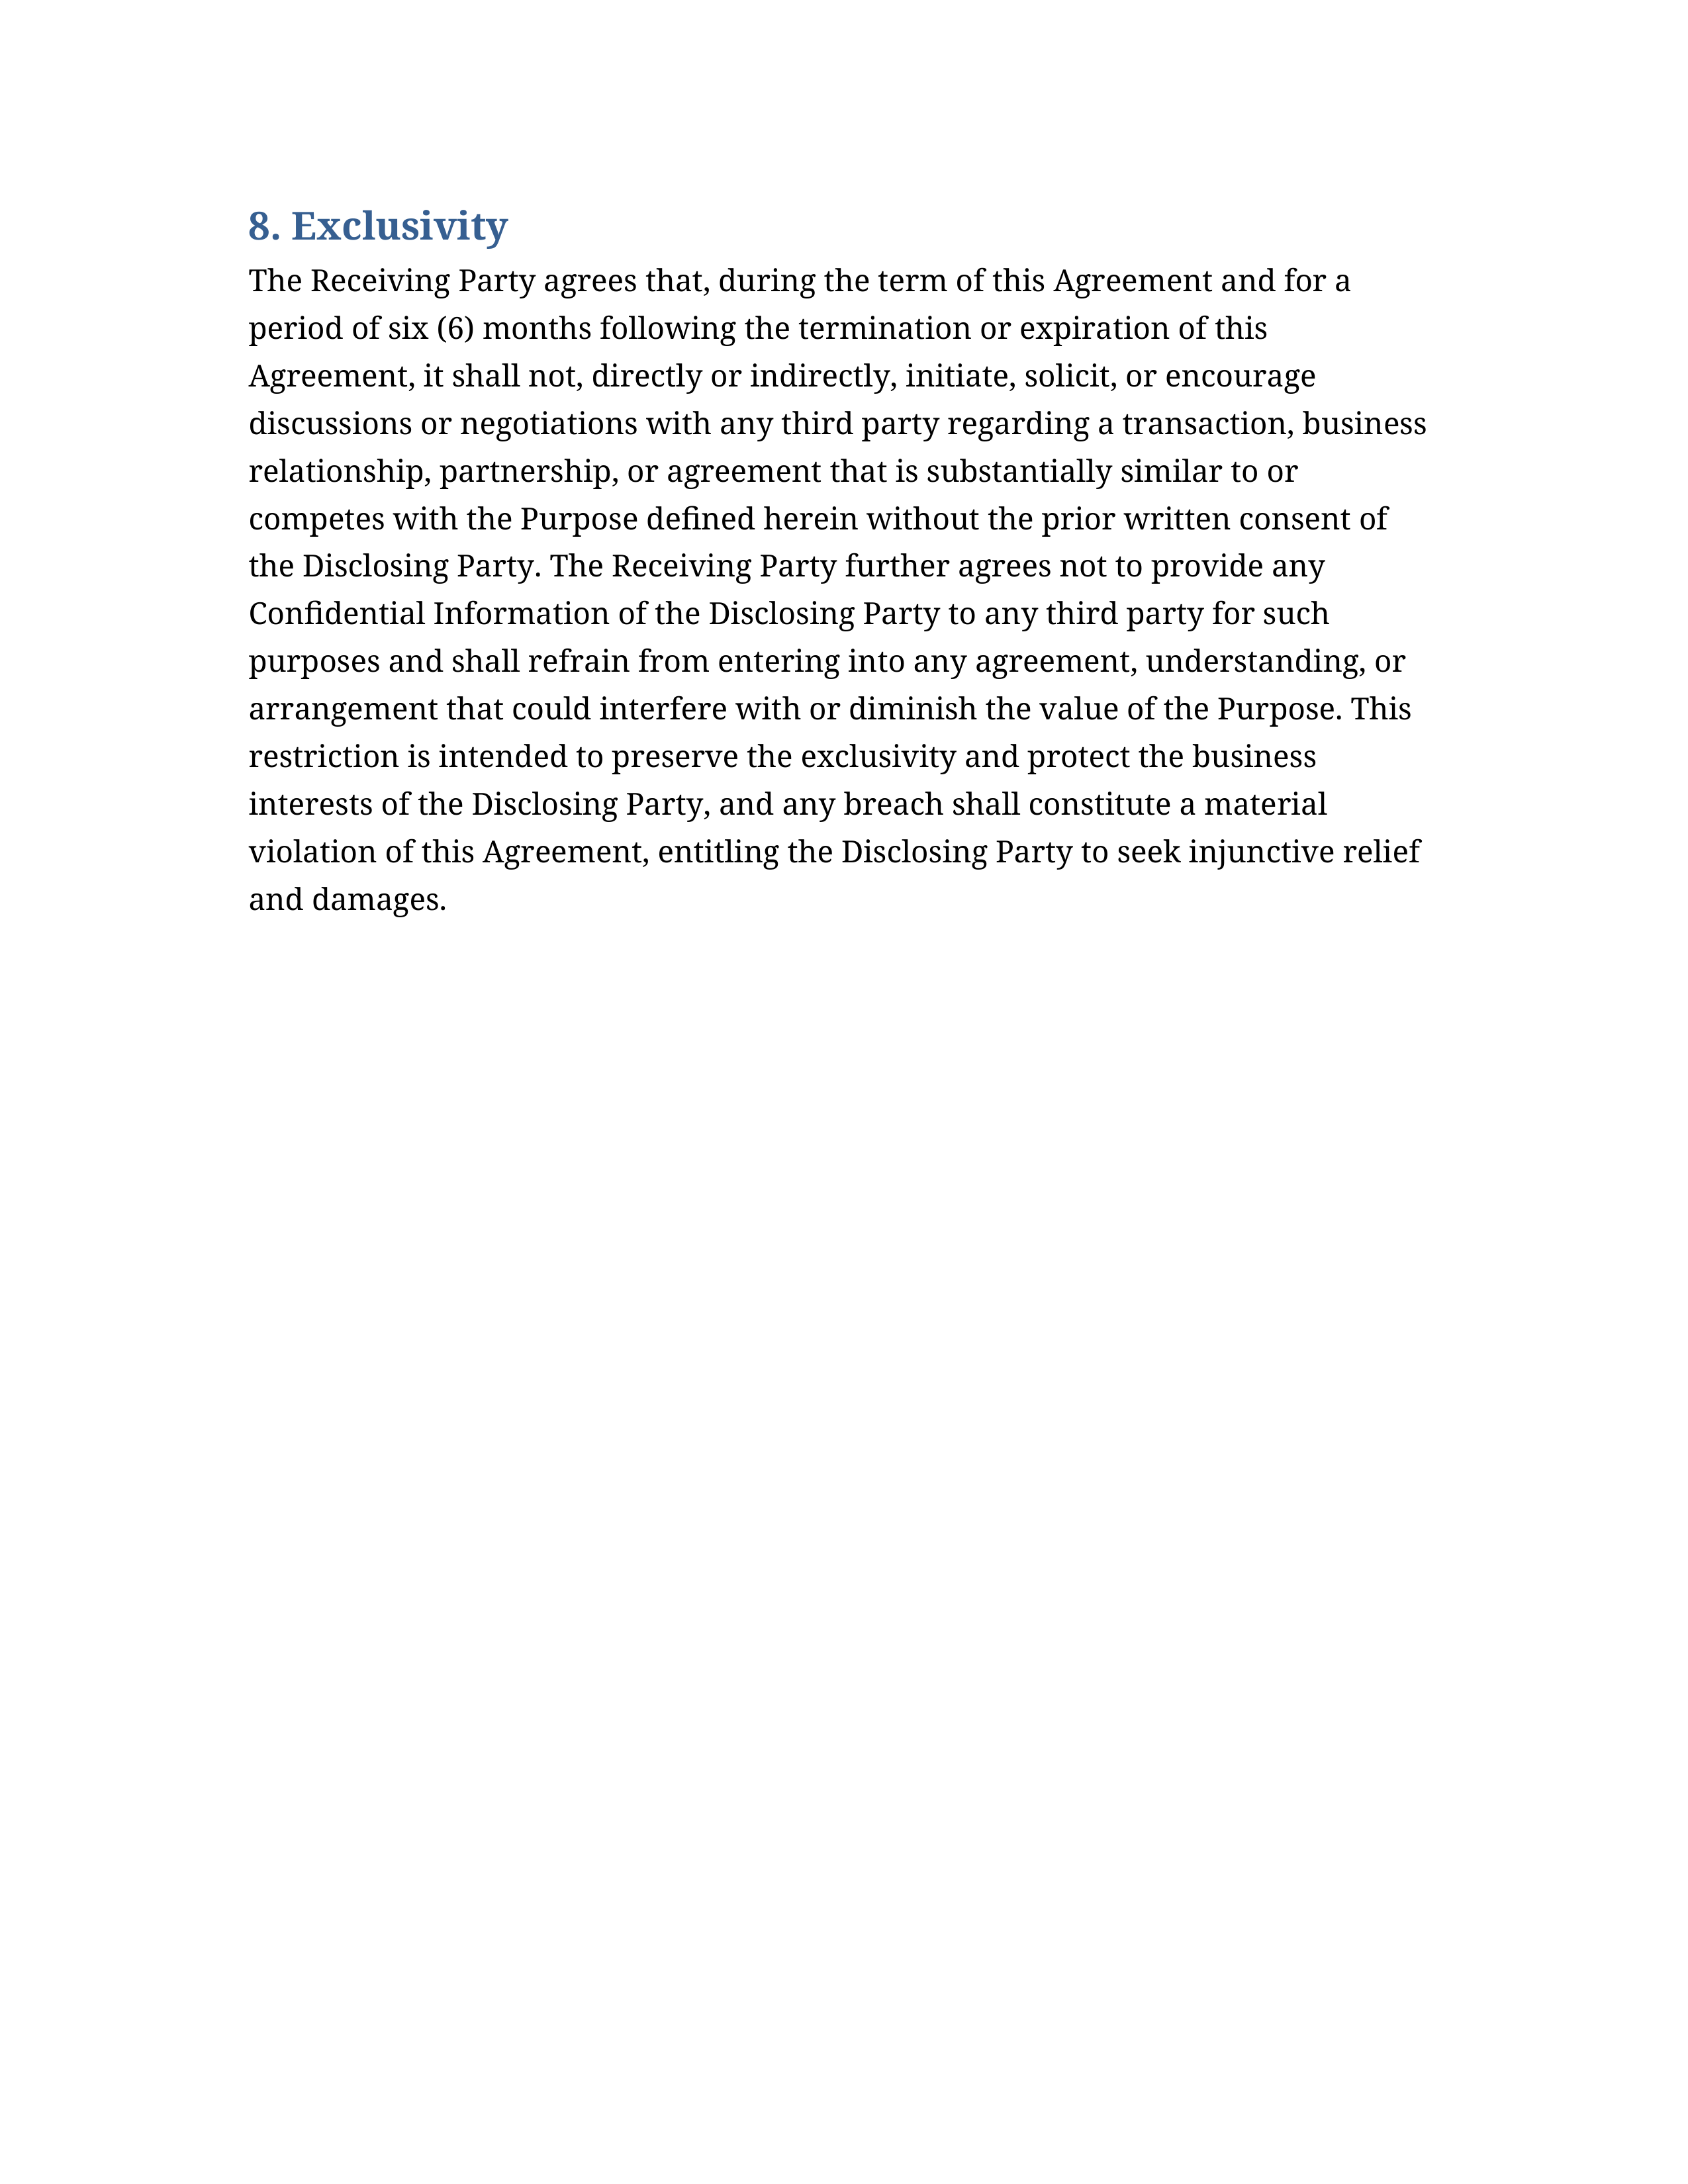 8. Exclusivity
The Receiving Party agrees that, during the term of this Agreement and for a
period of six (6) months following the termination or expiration of this
Agreement, it shall not, directly or indirectly, initiate, solicit, or encourage
discussions or negotiations with any third party regarding a transaction, business
relationship, partnership, or agreement that is substantially similar to or
competes with the Purpose defined herein without the prior written consent of
the Disclosing Party. The Receiving Party further agrees not to provide any
Confidential Information of the Disclosing Party to any third party for such
purposes and shall refrain from entering into any agreement, understanding, or
arrangement that could interfere with or diminish the value of the Purpose. This
restriction is intended to preserve the exclusivity and protect the business
interests of the Disclosing Party, and any breach shall constitute a material
violation of this Agreement, entitling the Disclosing Party to seek injunctive relief
and damages.